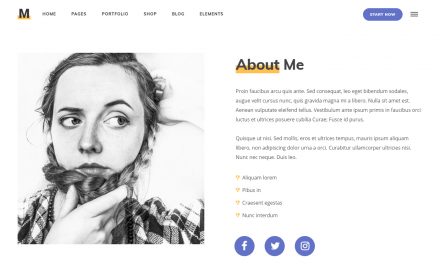 M HOME PAGES PORTFOLIO SHOP BLOG ELEMENTS START NOW
About Me
Proin faucibus arcu quis ante. Sed consequat, leo eget bibendum sodales,
augue velit cursus nunc, quis gravida magna mi a libero. Nulla sit amet est.
Aenean vulputate eleifend tellus. Vestibulum ante ipsum primis in faucibus orci
luctus et ultrices posuere cubilia Curae; Fusce id purus.
Quisque ut nisi. Sed mollis, eros et ultrices tempus, mauris ipsum aliquam
libero, non adipiscing dolor urna a orci. Curabitur ullamcorper ultricies nisi.
Nunc nec neque. Duis leo.
Aliquam lorem
Pibus in
Craesent egestas
Nunc interdum